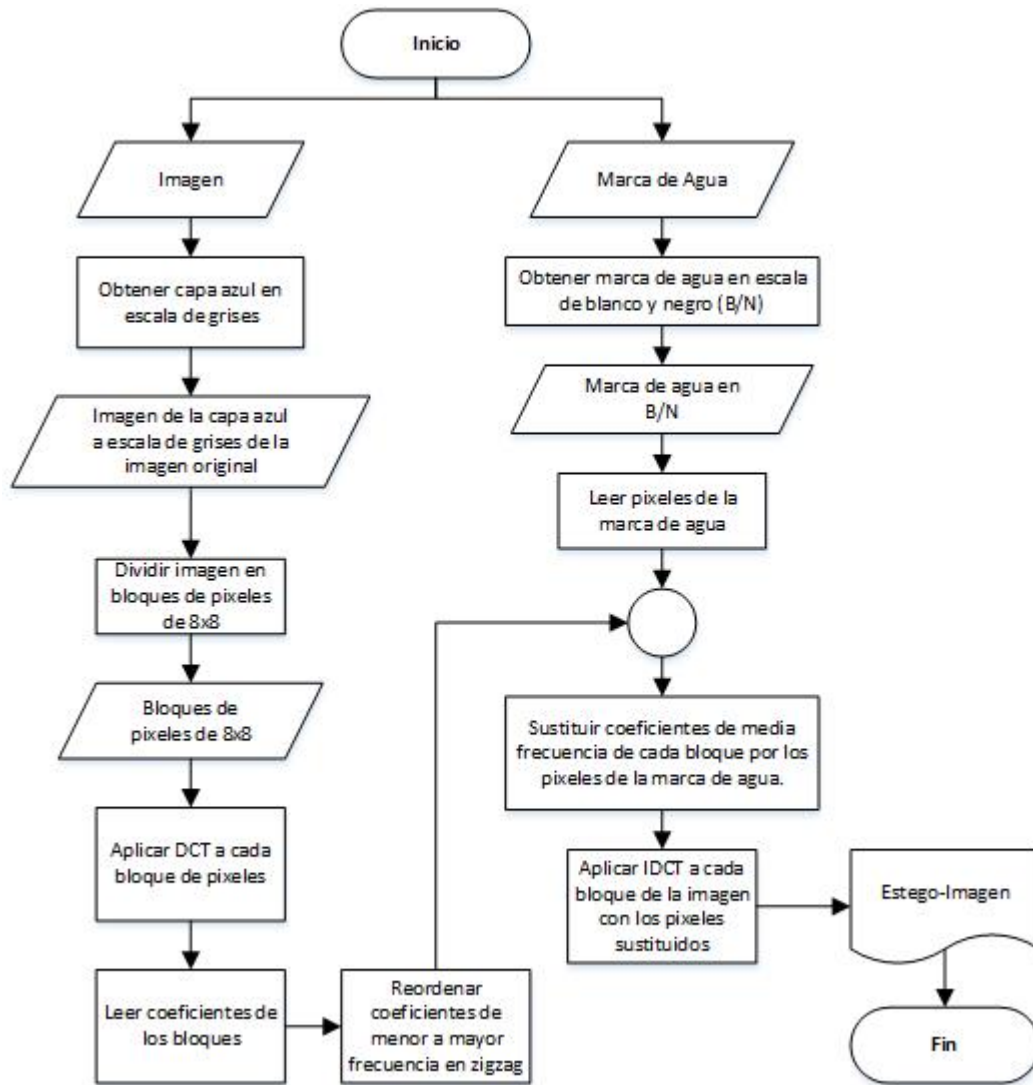 Inicio
Imagen
Obtener capa azul en
escala de grises
Imagen de la capa azul
a escala de grises de la
imagen original
Dividir imagen en
bloques de pixeles
de 8x8
Bloques de
pixeles de 8x8
Aplicar DCT a cada
bloque de pixeles
Leer coeficientes de
los bloques
Reordenar
coeficientes de
menor a mayor
frecuencia en zigzag
Marca de Agua
Obtener marca de agua en escala
de blanco y negro (B/N)
Marca de agua en
B/N
Leer pixeles de la
marca de agua
Sustituir coeficientes de media
frecuencia de cada bloque por los
pixeles de la marca de agua.
Aplicar IDCT a cada
bloque de la imagen
con los pixeles
sustituidos
Estego-Imagen
Fin